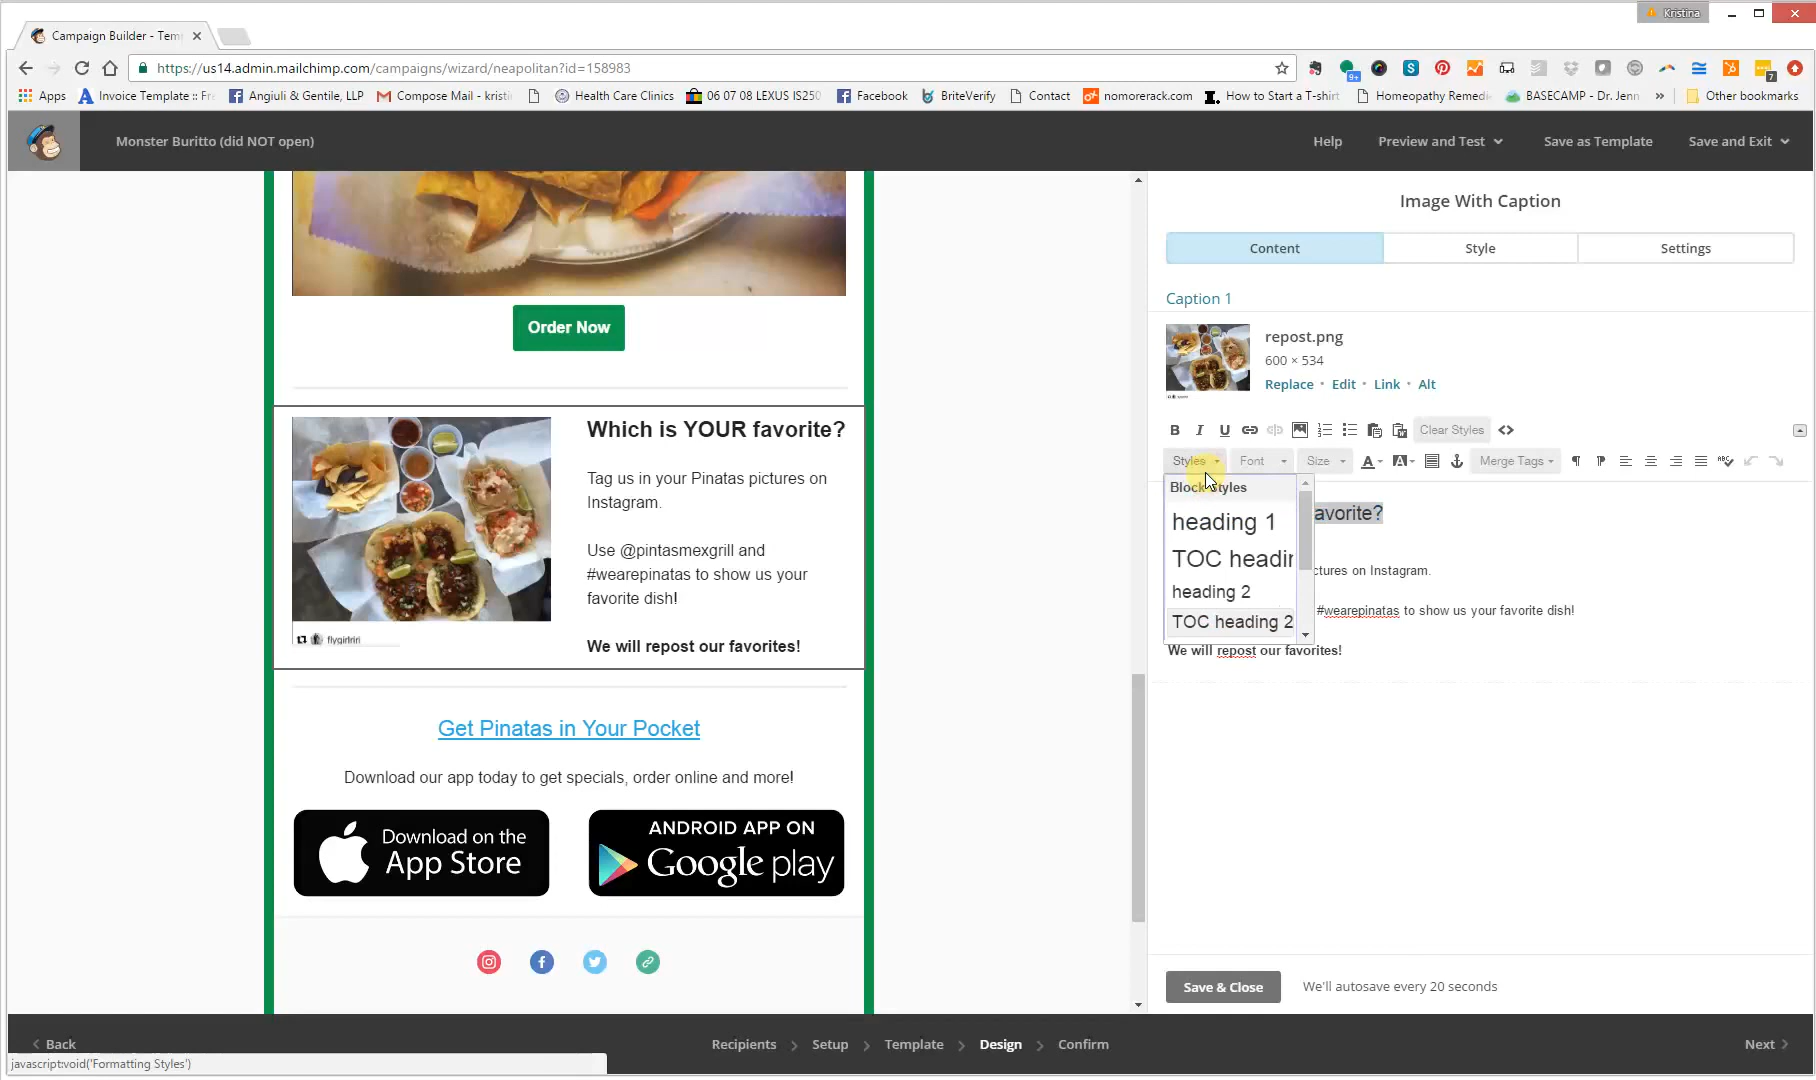 Kristina
Campaign Builder - Tem
https://us14.admin.mailchimp.com/campaigns/wizard/neapolitan?id=158983
9+
7
Apps
Invoice Template :: Fr
Angiuli & Gentile, LLP
Compose Mail - kristi
Health Care Clinics
06 07 08 LEXUS IS250
Facebook
BriteVerify
Contact
nomorerack.com
How to Start a T-shirt
Homeopathy Remedi
BASECAMP - Dr. Jenn
»
Other bookmarks
Monster Buritto (did NOT open)
Help
Preview and Test
Save as Template
Save and Exit
Order Now
Which is YOUR favorite?
Tag us in your Pinatas pictures on
Instagram.
Use @pintasmexgrill and
#wearepinatas to show us your
favorite dish!
We will repost our favorites!
flygirlriri
Get Pinatas in Your Pocket
Download our app today to get specials, order online and more!
Download on the
App Store
ANDROID APP ON
Google play
Image With Caption
Content
Style
Settings
Caption 1
repost.png
600 × 534
Replace • Edit • Link • Alt
B I U
Clear Styles
Styles
Font
Size
A
A
Merge Tags
ABC
Block Styles
heading 1
TOC headin
heading 2
TOC heading 2
avorite?
ctures on Instagram.
#wearepinatas to show us your favorite dish!
We will repost our favorites!
Save & Close
We'll autosave every 20 seconds
Back
Recipients
Setup
Template
Design
Confirm
Next
javascript:void('Formatting Styles')